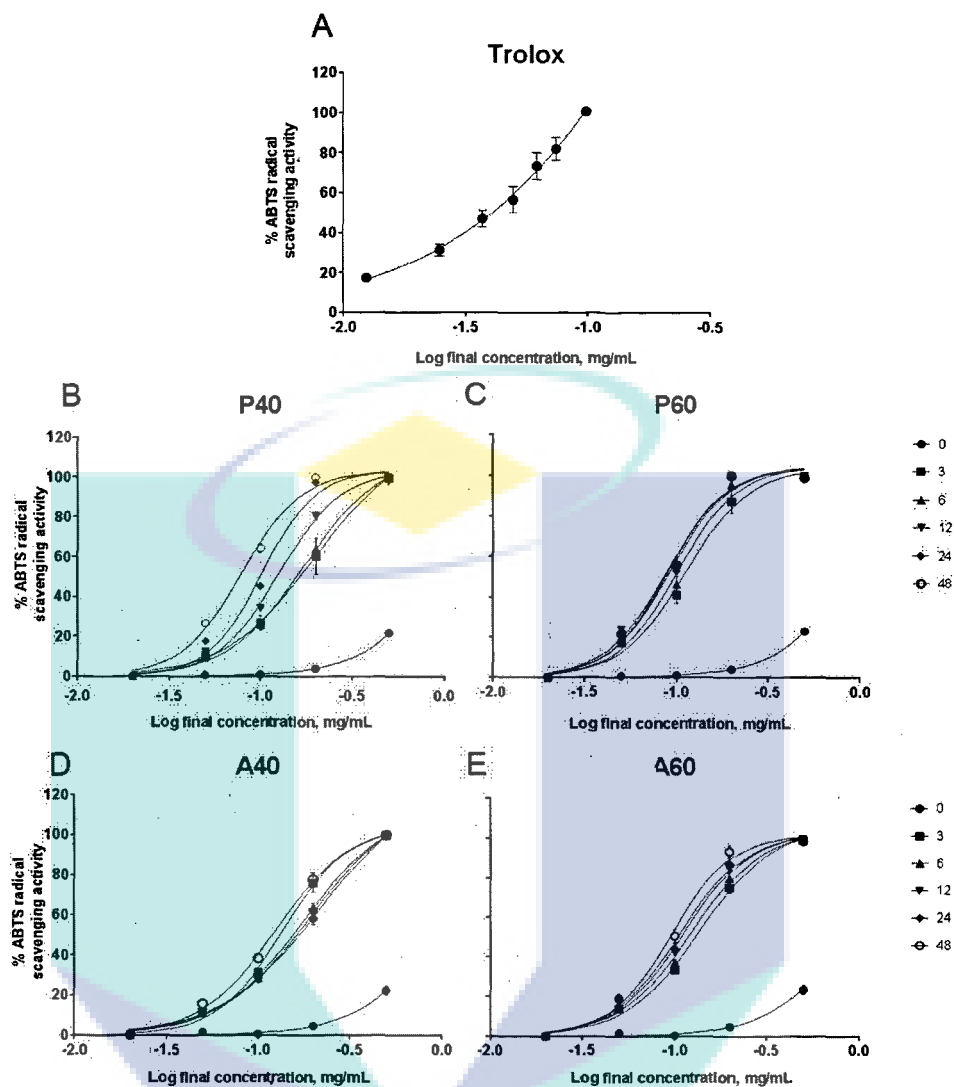 A
Trolox
120
100
80
60
40
20
0
-2.0 -1.5 -1.0 -0.5
% ABTS radical
scavenging activity
Log final concentration, mg/mL
B
P40
120
100
80
60
40
20
0
-2.0 -1.5 -1.0 -0.5 0.0
% ABTS radical
scavenging activity
Log final concentration, mg/mL
C
P60
-2.0 -1.5 -1.0 -0.5 0.0
Log final concentration, mg/mL
0
3
6
12
24
48
D
A40
120
100
80
60
40
20
0
-2.0 -1.5 -1.0 -0.5 0.0
% ABTS radical
scavenging activity
Log final concentration, mg/mL
E
A60
-2.0 -1.5 -1.0 -0.5 0.0
Log final concentration, mg/mL
0
3
6
12
24
48